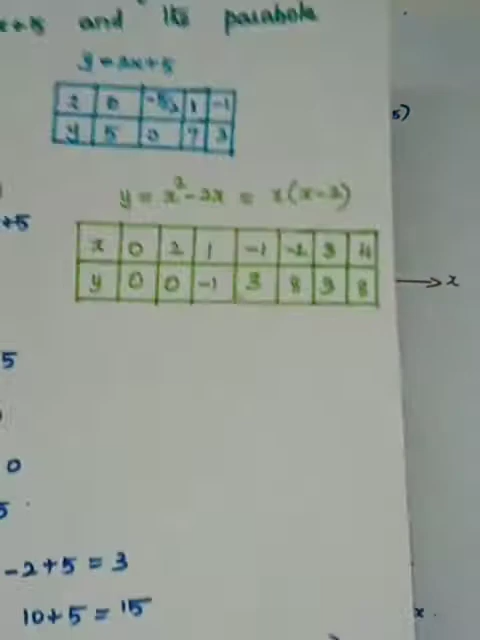 x+5 and its parabola
y = 2x+5
x 0 -5/2 1 -1
y 5 0 7 3
5)
y = x²-2x = x(x-2)
+5
x 0 2 1 -1 -2 3 4
y 0 0 -1 3 8 3 8
x
5
0
5
-2+5 = 3
10+5 = 15
x